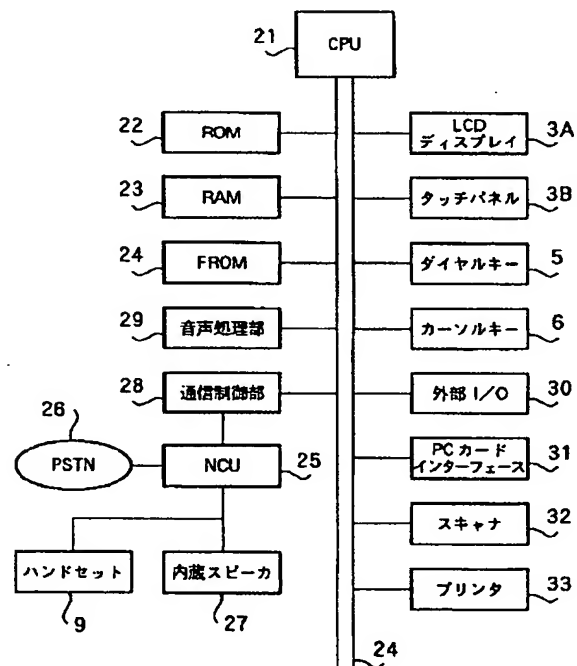 21
CPU
22
ROM
LCD
ディスプレイ
3A
23
RAM
タッチパネル
3B
24
FROM
ダイヤルキー
5
29
音声処理部
カーソルキー
6
28
通信制御部
外部 I/O
30
26
PSTN
NCU
25
PCカード
インターフェース
31
スキャナ
32
ハンドセット
内蔵スピーカ
プリンタ
33
9
27
24